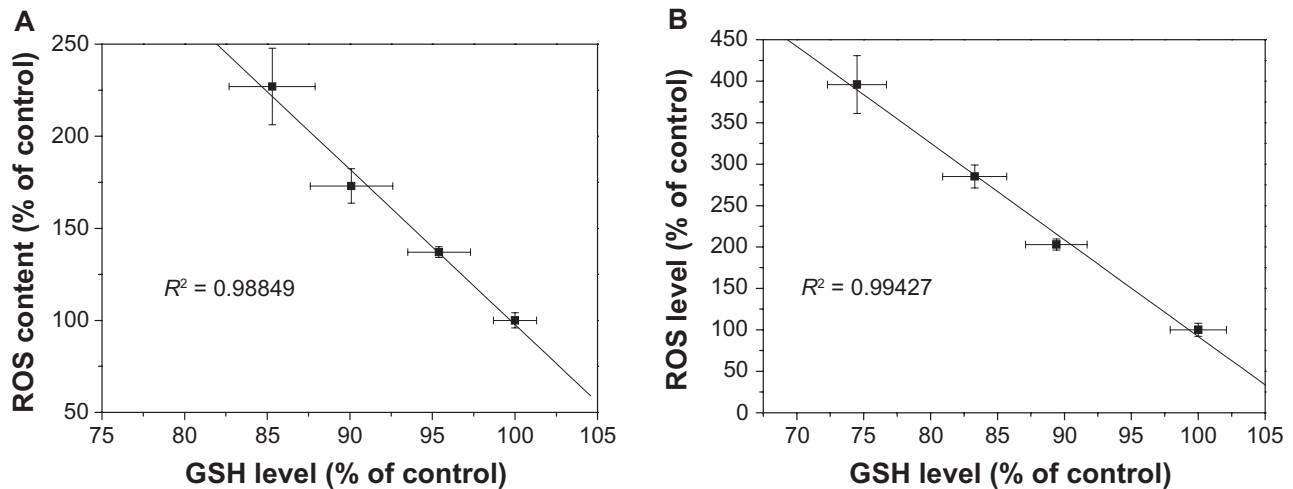 A
ROS content (% of control)
250
200
150
100
50
R² = 0.98849
75 80 85 90 95 100 105
GSH level (% of control)
B
ROS level (% of control)
450
400
350
300
250
200
150
100
50
0
R² = 0.99427
70 75 80 85 90 95 100 105
GSH level (% of control)